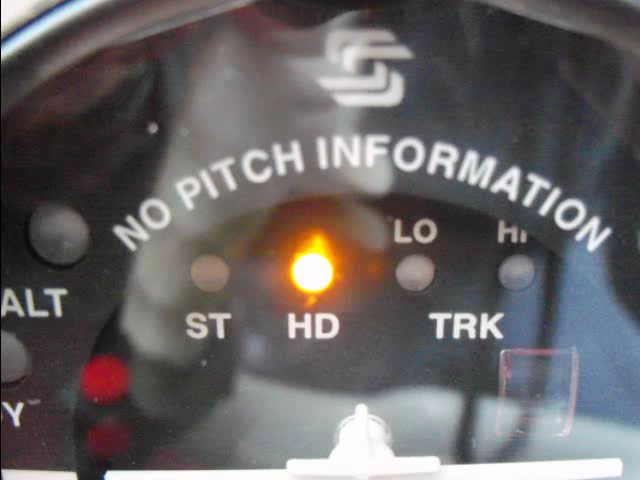 NO PITCH INFORMATION
LO HI
ALT
ST HD TRK
Y